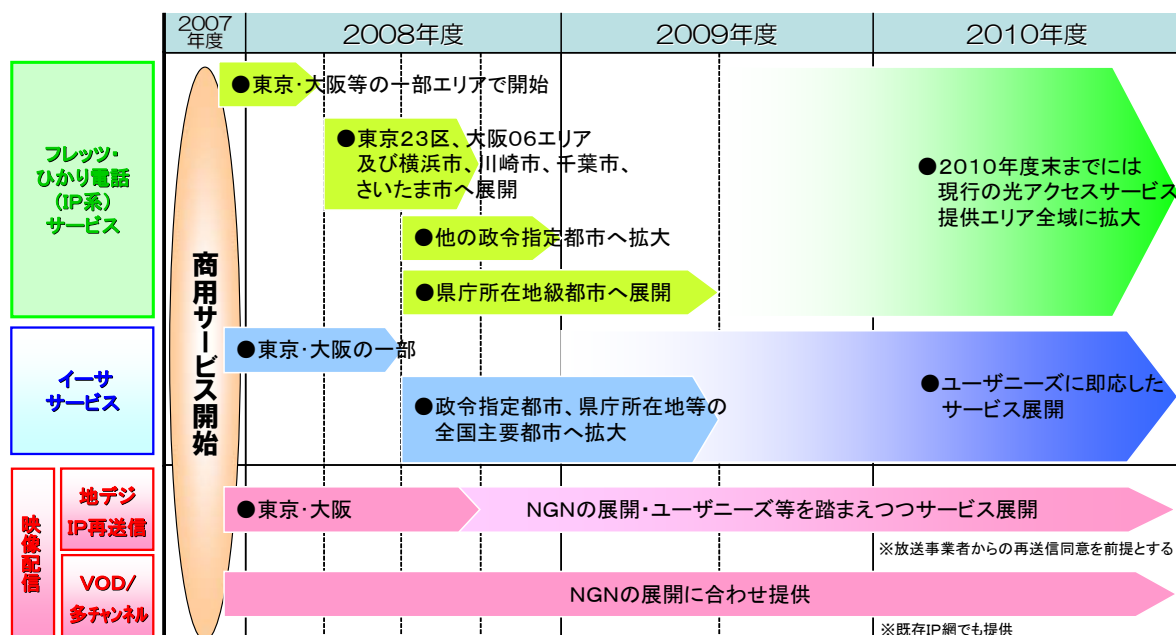 2007
年度
2008年度
2009年度
2010年度
フレッツ・
ひかり電話
(IP系)
サービス
商用サービス開始
●東京・大阪等の一部エリアで開始
●東京23区、大阪06エリア
及び横浜市、川崎市、千葉市、
さいたま市へ展開
●他の政令指定都市へ拡大
●県庁所在地級都市へ展開
●2010年度末までには
現行の光アクセスサービス
提供エリア全域に拡大
イーサ
サービス
●東京・大阪の一部
●政令指定都市、県庁所在地等の
全国主要都市へ拡大
●ユーザニーズに即応した
サービス展開
映像配信
地デジ
IP再送信
●東京・大阪
NGNの展開・ユーザニーズ等を踏まえつつサービス展開
※放送事業者からの再送信同意を前提とする
VOD/
多チャンネル
NGNの展開に合わせ提供
※既存IP網でも提供